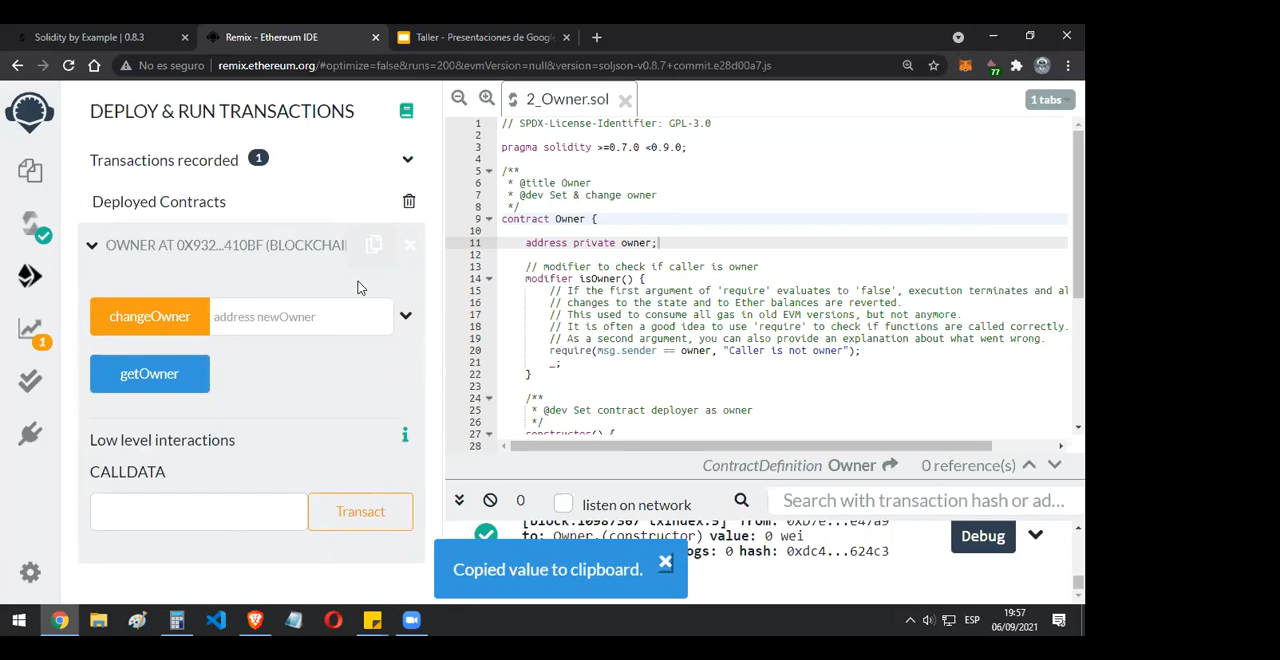 Solidity by Example | 0.8.3
Remix - Ethereum IDE
Taller - Presentaciones de Google
No es seguro | remix.ethereum.org/#optimize=false&runs=200&evmVersion=null&version=soljson-v0.8.7+commit.e28d00a7.js
77
DEPLOY & RUN TRANSACTIONS
Transactions recorded 1
Deployed Contracts
OWNER AT 0X932...410BF (BLOCKCHAI
changeOwner address newOwner
getOwner
Low level interactions
CALLDATA
Transact
1
2_Owner.sol
1 tabs
1 // SPDX-License-Identifier: GPL-3.0
2
3 pragma solidity >=0.7.0 <0.9.0;
4
5 /**
6 * @title Owner
7 * @dev Set & change owner
8 */
9 contract Owner {
10
11 address private owner;
12
13 // modifier to check if caller is owner
14 modifier isOwner() {
15 // If the first argument of 'require' evaluates to 'false', execution terminates and al
16 // changes to the state and to Ether balances are reverted.
17 // This used to consume all gas in old EVM versions, but not anymore.
18 // It is often a good idea to use 'require' to check if functions are called correctly.
19 // As a second argument, you can also provide an explanation about what went wrong.
20 require(msg.sender == owner, "Caller is not owner");
21 _;
22 }
23
24 /**
25 * @dev Set contract deployer as owner
26 */
27 constructor() {
28
ContractDefinition Owner 0 reference(s)
0 listen on network Search with transaction hash or ad...
[block:10987567 txIndex:5] from: 0xD7e...e47a9
to: Owner.(constructor) value: 0 wei
ogs: 0 hash: 0xdc4...624c3
Debug
Copied value to clipboard.
ESP
19:57
06/09/2021